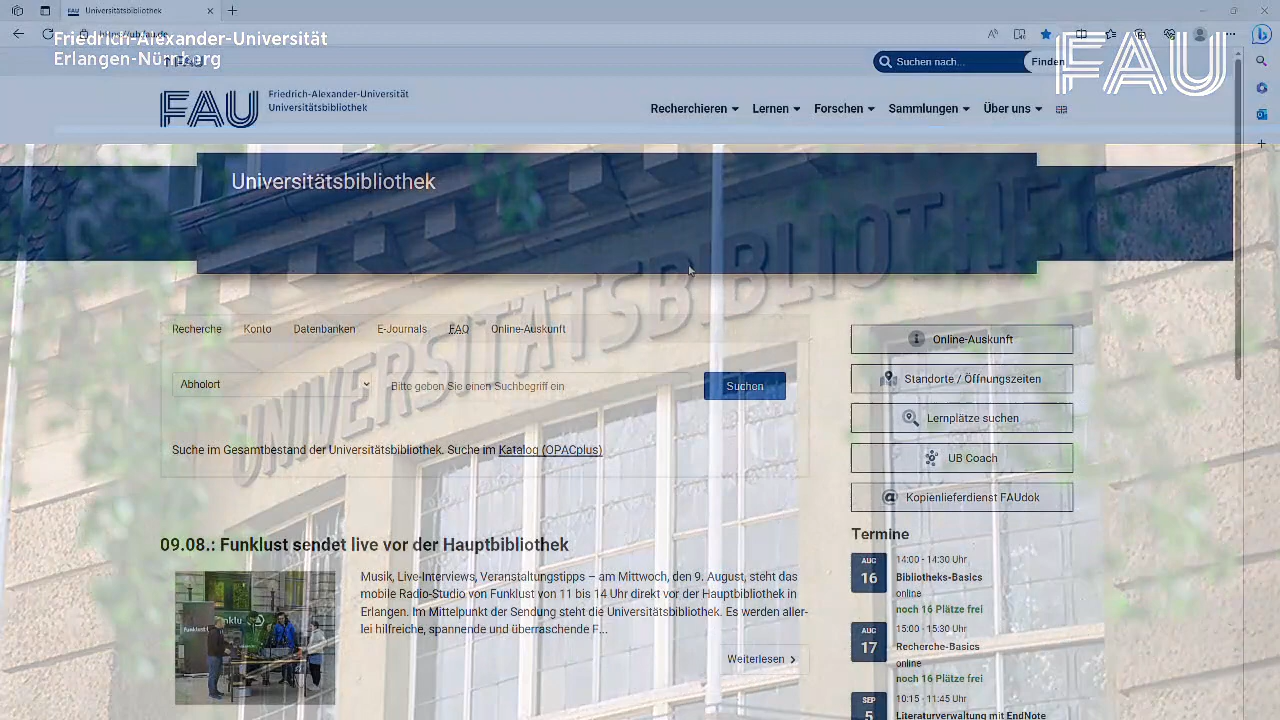 Universitätsbibliothek
Friedrich-Alexander-Universität
Erlangen-Nürnberg
FAU
Suchen nach...
Finden
FAU
Friedrich-Alexander-Universität
Universitätsbibliothek
Recherchieren
Lernen
Forschen
Sammlungen
Über uns
Universitätsbibliothek
UNIVERSITÄTSBIBLIOTHEK
Recherche
Konto
Datenbanken
E-Journals
FAQ
Online-Auskunft
Abholort
Bitte geben Sie einen Suchbegriff ein
Suchen
Suche im Gesamtbestand der Universitätsbibliothek. Suche im Katalog (OPACplus)
Online-Auskunft
Standorte / Öffnungszeiten
Lernplätze suchen
UB Coach
Kopienlieferdienst FAUdok
09.08.: Funklust sendet live vor der Hauptbibliothek
Musik, Live-Interviews, Veranstaltungstipps – am Mittwoch, den 9. August, steht das
mobile Radio-Studio von Funklust von 11 bis 14 Uhr direkt vor der Hauptbibliothek in
Erlangen. Im Mittelpunkt der Sendung steht die Universitätsbibliothek. Es werden aller-
lei hilfreiche, spannende und überraschende F...
Weiterlesen
Termine
AUG
16
14:00 - 14:30 Uhr
Bibliotheks-Basics
online
noch 16 Plätze frei
AUG
17
15:00 - 15:30 Uhr
Recherche-Basics
online
noch 16 Plätze frei
SEP
5
10:15 - 11:45 Uhr
Literaturverwaltung mit EndNote